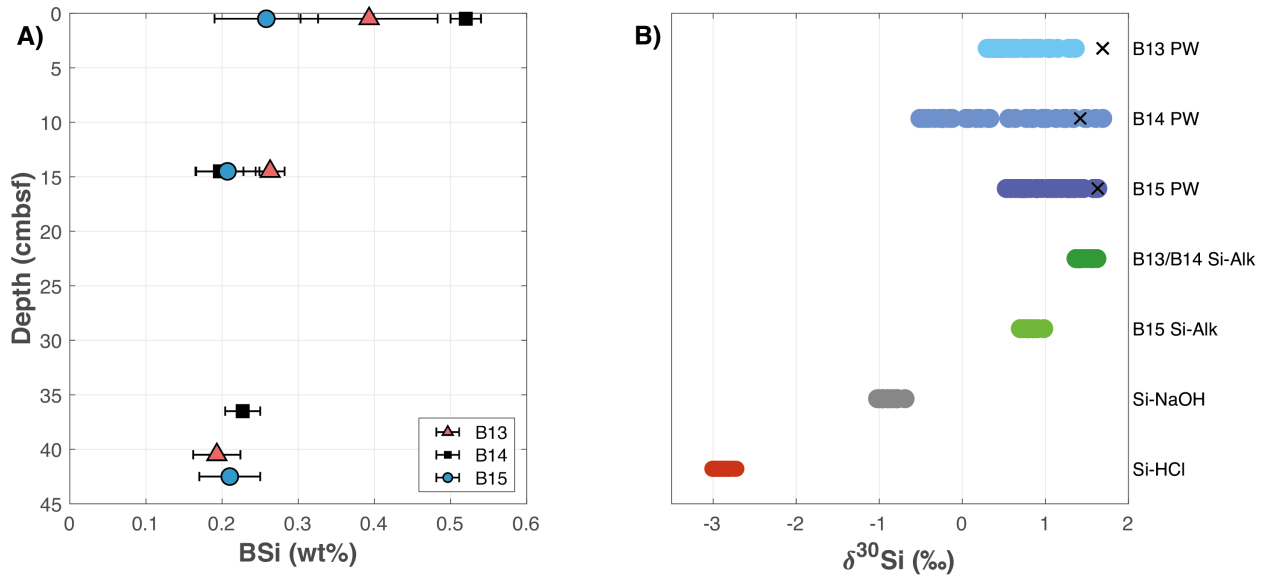 A)
0
5
10
15
20
25
30
35
40
45
Depth (cmbsf)
0
0.1
0.2
0.3
0.4
0.5
0.6
BSi (wt%)
B13
B14
B15
B)
B13 PW
B14 PW
B15 PW
B13/B14 Si-Alk
B15 Si-Alk
Si-NaOH
Si-HCl
-3
-2
-1
0
1
2
δ³⁰Si (‰)